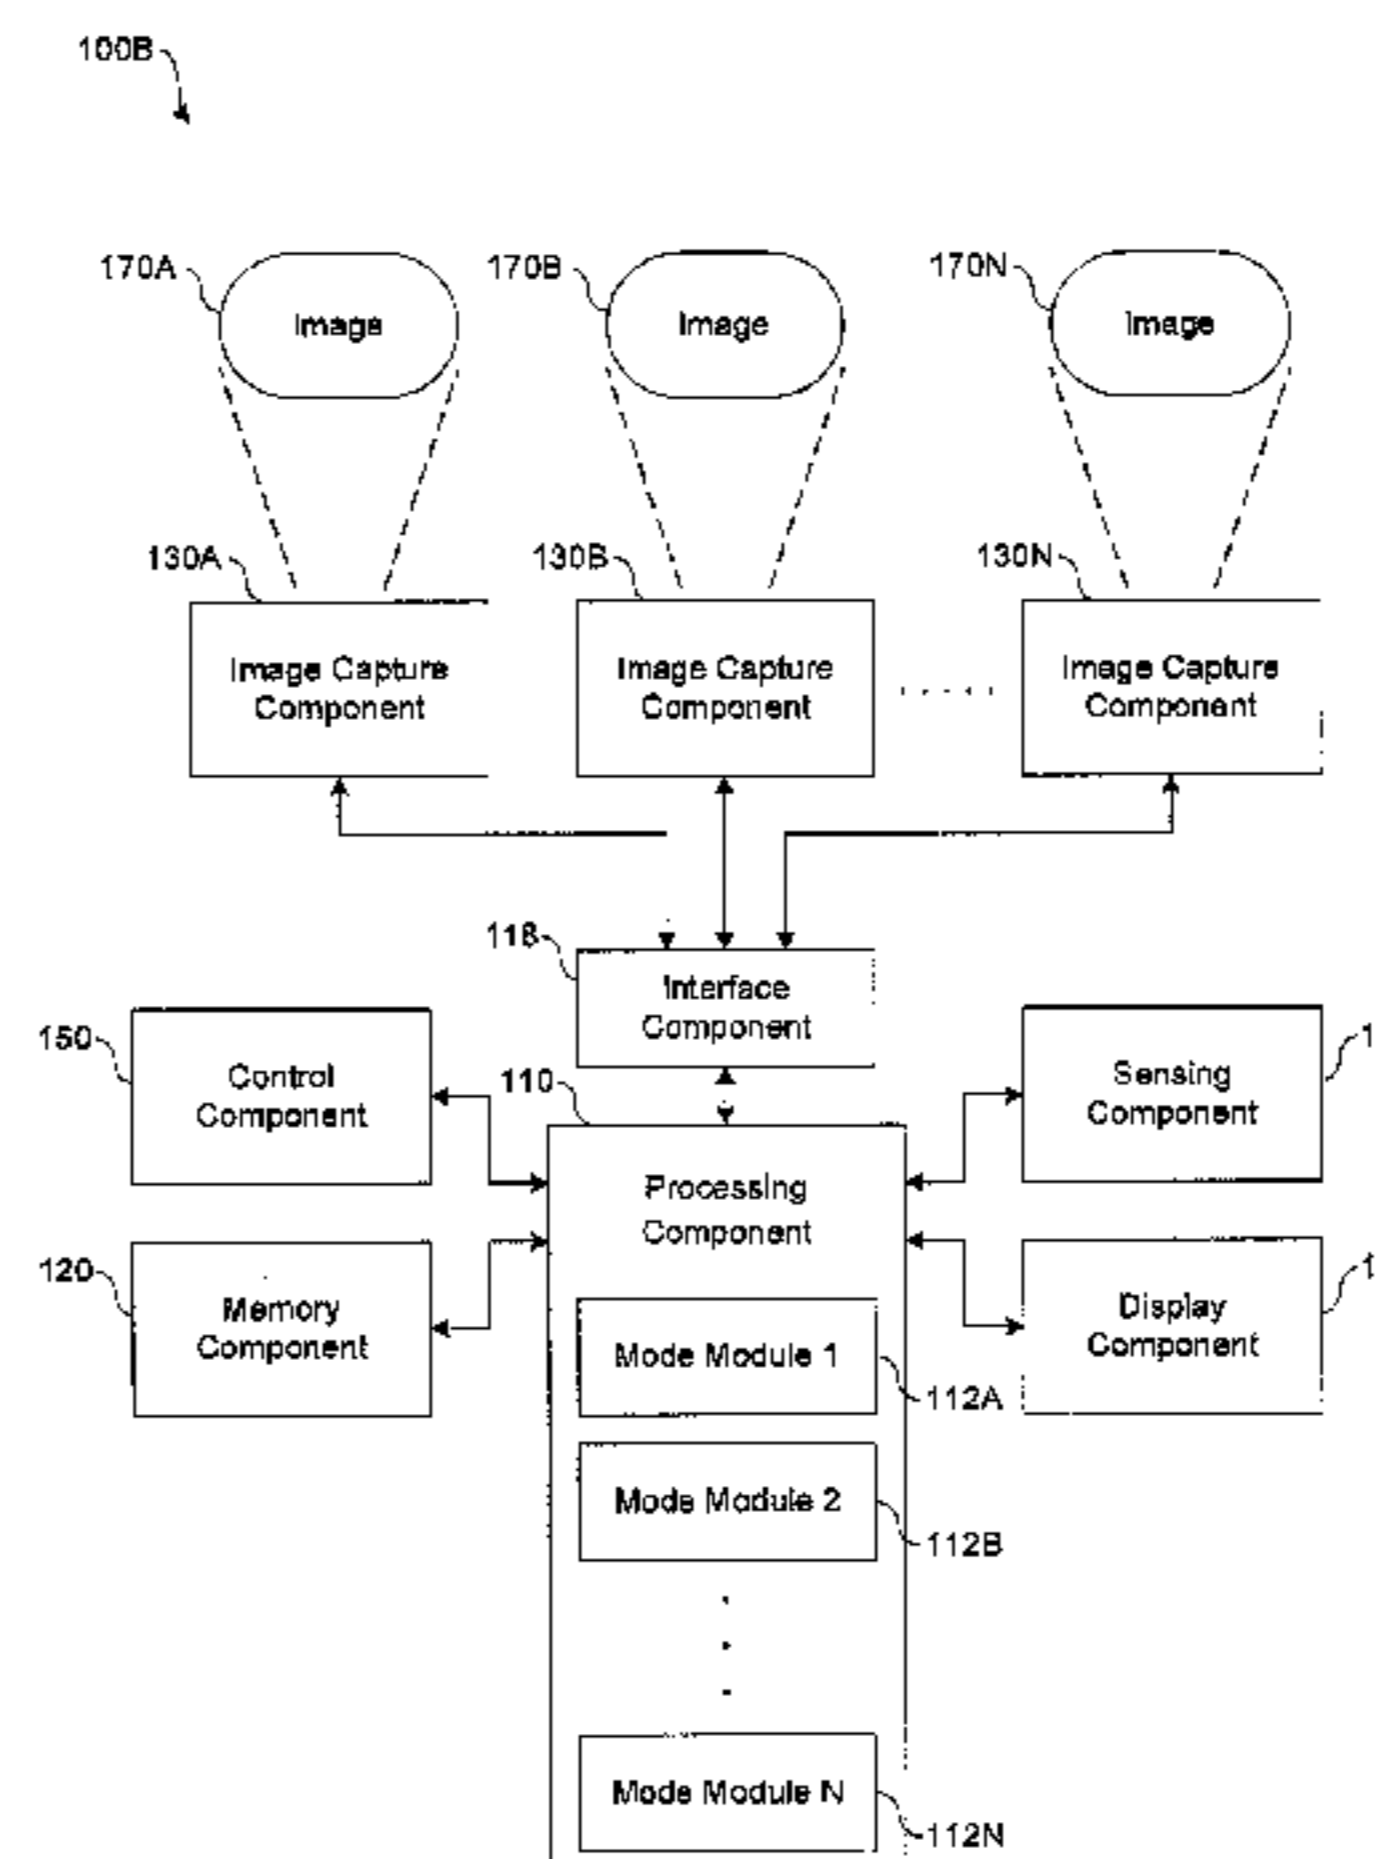 100B
170A
Image
170B
Image
170N
Image
130A
Image Capture
Component
130B
Image Capture
Component
130N
Image Capture
Component
118
Interface
Component
150
Control
Component
110
Processing
Component
Sensing
Component
1
120
Memory
Component
Display
Component
1
Mode Module 1
112A
Mode Module 2
112B
Mode Module N
112N